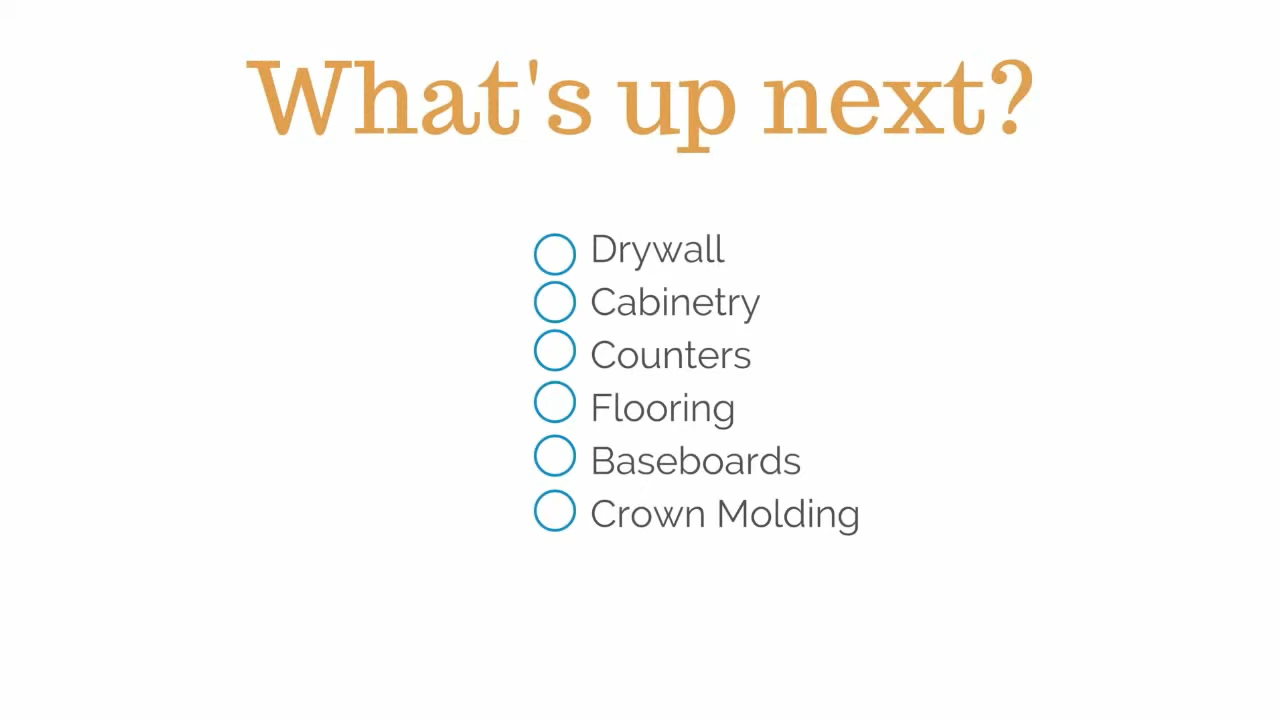 What's up next?
Drywall
Cabinetry
Counters
Flooring
Baseboards
Crown Molding